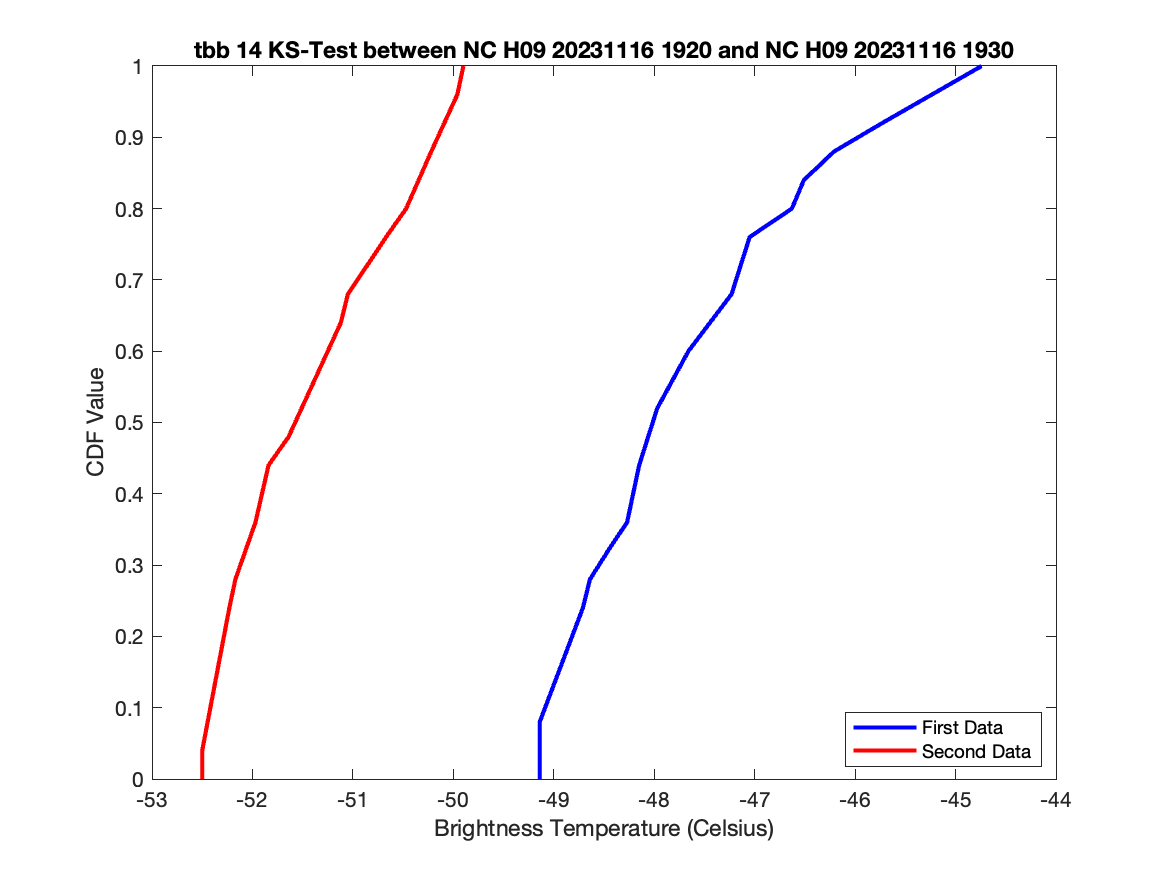 tbb 14 KS-Test between NC H09 20231116 1920 and NC H09 20231116 1930
1
0.9
0.8
0.7
0.6
0.5
0.4
0.3
0.2
0.1
0
CDF Value
First Data
Second Data
-53 -52 -51 -50 -49 -48 -47 -46 -45 -44
Brightness Temperature (Celsius)